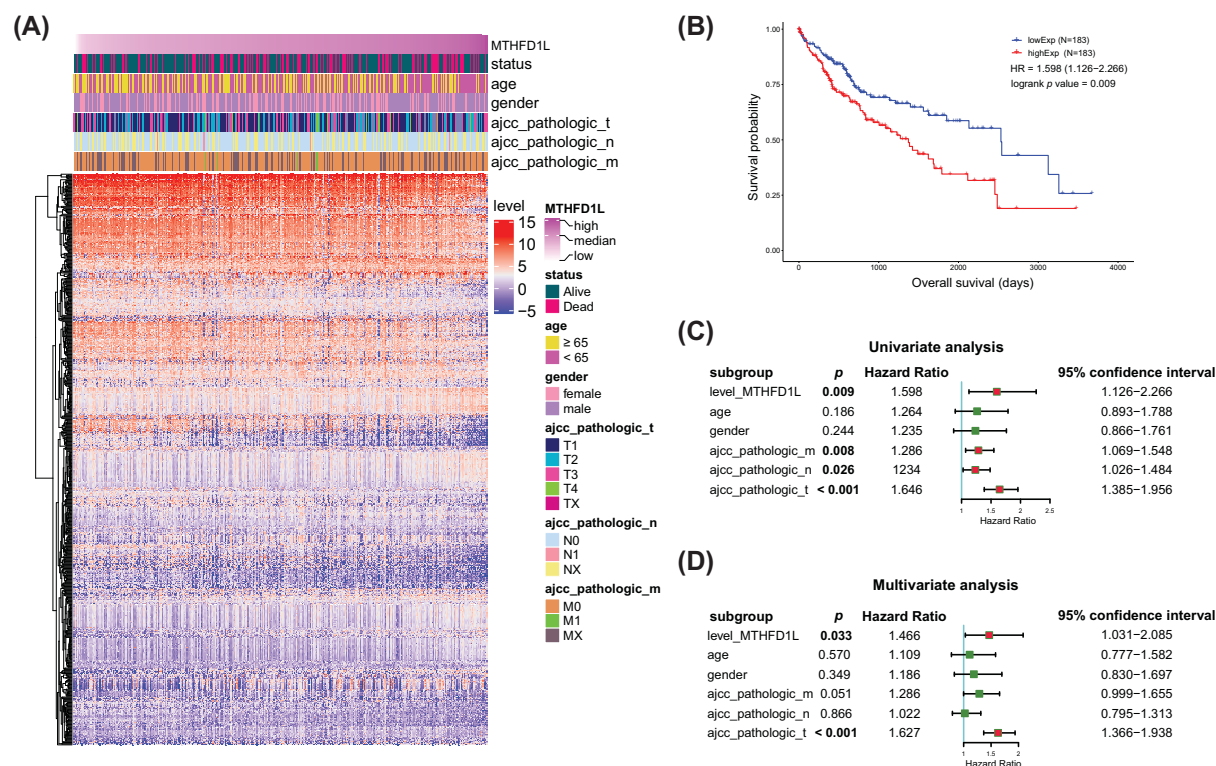 (A)
MTHFD1L
status
age
gender
ajcc_pathologic_t
ajcc_pathologic_n
ajcc_pathologic_m
level
15
10
5
0
−5
MTHFD1L
high
median
low
status
Alive
Dead
age
≥ 65
< 65
gender
female
male
ajcc_pathologic_t
T1
T2
T3
T4
TX
ajcc_pathologic_n
N0
N1
NX
ajcc_pathologic_m
M0
M1
MX
(B)
1.00
0.75
0.50
0.25
0.00
Survival probability
lowExp (N=183)
highExp (N=183)
HR = 1.598 (1.126−2.266)
logrank p value = 0.009
0 1000 2000 3000 4000
Overall suvival (days)
(C)
Univariate analysis
subgroup p Hazard Ratio 95% confidence interval
level_MTHFD1L 0.009 1.598 1.126−2.266
age 0.186 1.264 0.893−1.788
gender 0.244 1.235 0.866−1.761
ajcc_pathologic_m 0.008 1.286 1.069−1.548
ajcc_pathologic_n 0.026 1234 1.026−1.484
ajcc_pathologic_t < 0.001 1.646 1.385−1.956
1 1.5 2 2.5
Hazard Ratio
(D)
Multivariate analysis
subgroup p Hazard Ratio 95% confidence interval
level_MTHFD1L 0.033 1.466 1.031−2.085
age 0.570 1.109 0.777−1.582
gender 0.349 1.186 0.830−1.697
ajcc_pathologic_m 0.051 1.286 0.999−1.655
ajcc_pathologic_n 0.866 1.022 0.795−1.313
ajcc_pathologic_t < 0.001 1.627 1.366−1.938
1 1.5 2
Hazard Ratio